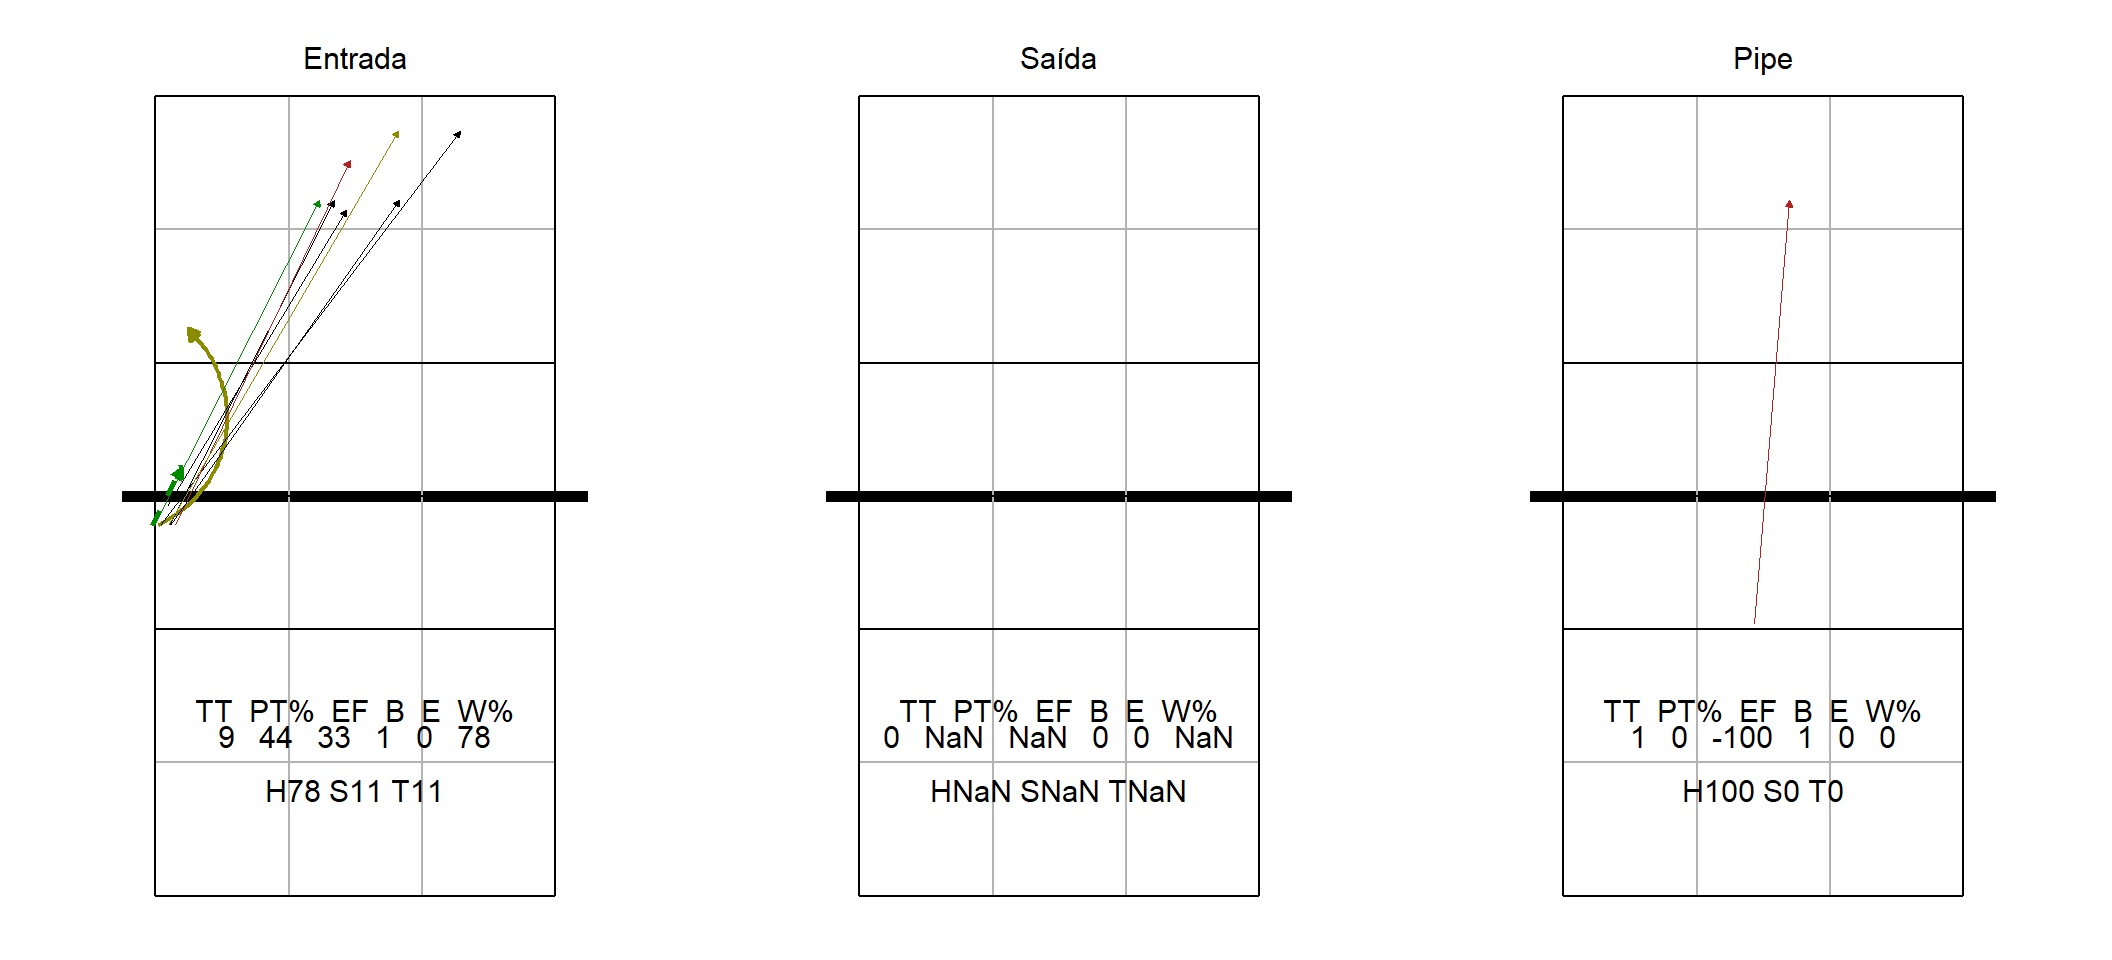 Entrada
TT PT% EF B E W%
9 44 33 1 0 78
H78 S11 T11
Saída
TT PT% EF B E W%
0 NaN NaN 0 0 NaN
HNaN SNaN TNaN
Pipe
TT PT% EF B E W%
1 0 -100 1 0 0
H100 S0 T0